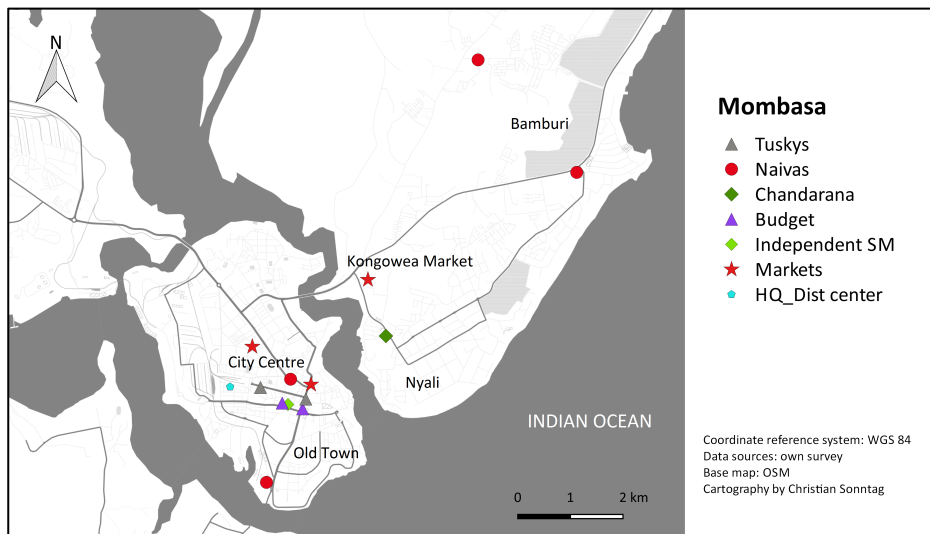 N
Bamburi
Kongowea Market
City Centre
Nyali
Old Town
INDIAN OCEAN
0 1 2 km
Mombasa
Tuskys
Naivas
Chandarana
Budget
Independent SM
Markets
HQ_Dist center
Coordinate reference system: WGS 84
Data sources: own survey
Base map: OSM
Cartography by Christian Sonntag